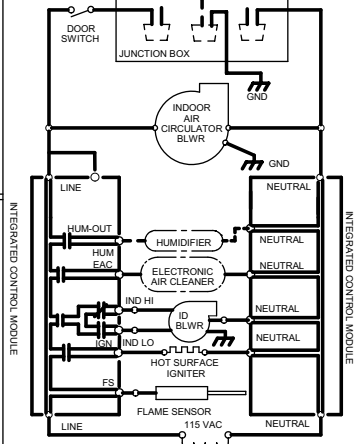 DOOR
SWITCH
JUNCTION BOX
GND
INDOOR
AIR
CIRCULATOR
BLWR
GND
INTEGRATED CONTROL MODULE
LINE
NEUTRAL
INTEGRATED CONTROL MODULE
HUM-OUT
HUMIDIFIER
NEUTRAL
HUM
EAC
ELECTRONIC
AIR CLEANER
NEUTRAL
IND HI
ID
BLWR
NEUTRAL
IGN
IND LO
NEUTRAL
HOT SURFACE
IGNITER
FS
FLAME SENSOR
LINE
115 VAC
NEUTRAL